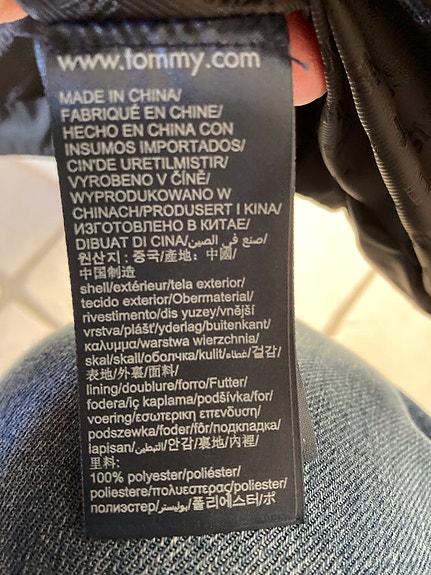 www.tommy.com
MADE IN CHINA/
FABRIQUÉ EN CHINE/
HECHO EN CHINA CON
INSUMOS IMPORTADOS/
CIN'DE URETILMISTIR/
VYROBENO V ČÍNĚ/
WYPRODUKOWANO W
CHINACH/PRODUSERT I KINA/
ИЗГОТОВЛЕНО В КИТАЕ/
DIBUAT DI CINA/صنع في الصين/
원산지 : 중국/產地：中國/
中国制造
shell/extérieur/tela exterior/
tecido exterior/Obermaterial/
rivestimento/dis yuzey/vnější
vrstva/plášť/yderlag/buitenkant/
καλυμμα/warstwa wierzchnia/
skal/skall/оболчка/kulit/غطاء/겉감/
表地/外裏/面料/
lining/doublure/forro/Futter/
fodera/iç kaplama/podšívka/for/
voering/εσωτερικη επενδυση/
podszewka/foder/fôr/подкладка/
lapisan/التبطين/안감/裏地/內裡/
里料:
100% polyester/poliéster/
poliestere/πολυεστερας/poliester/
полиэстер/بوليستر/폴리에스터/ポ